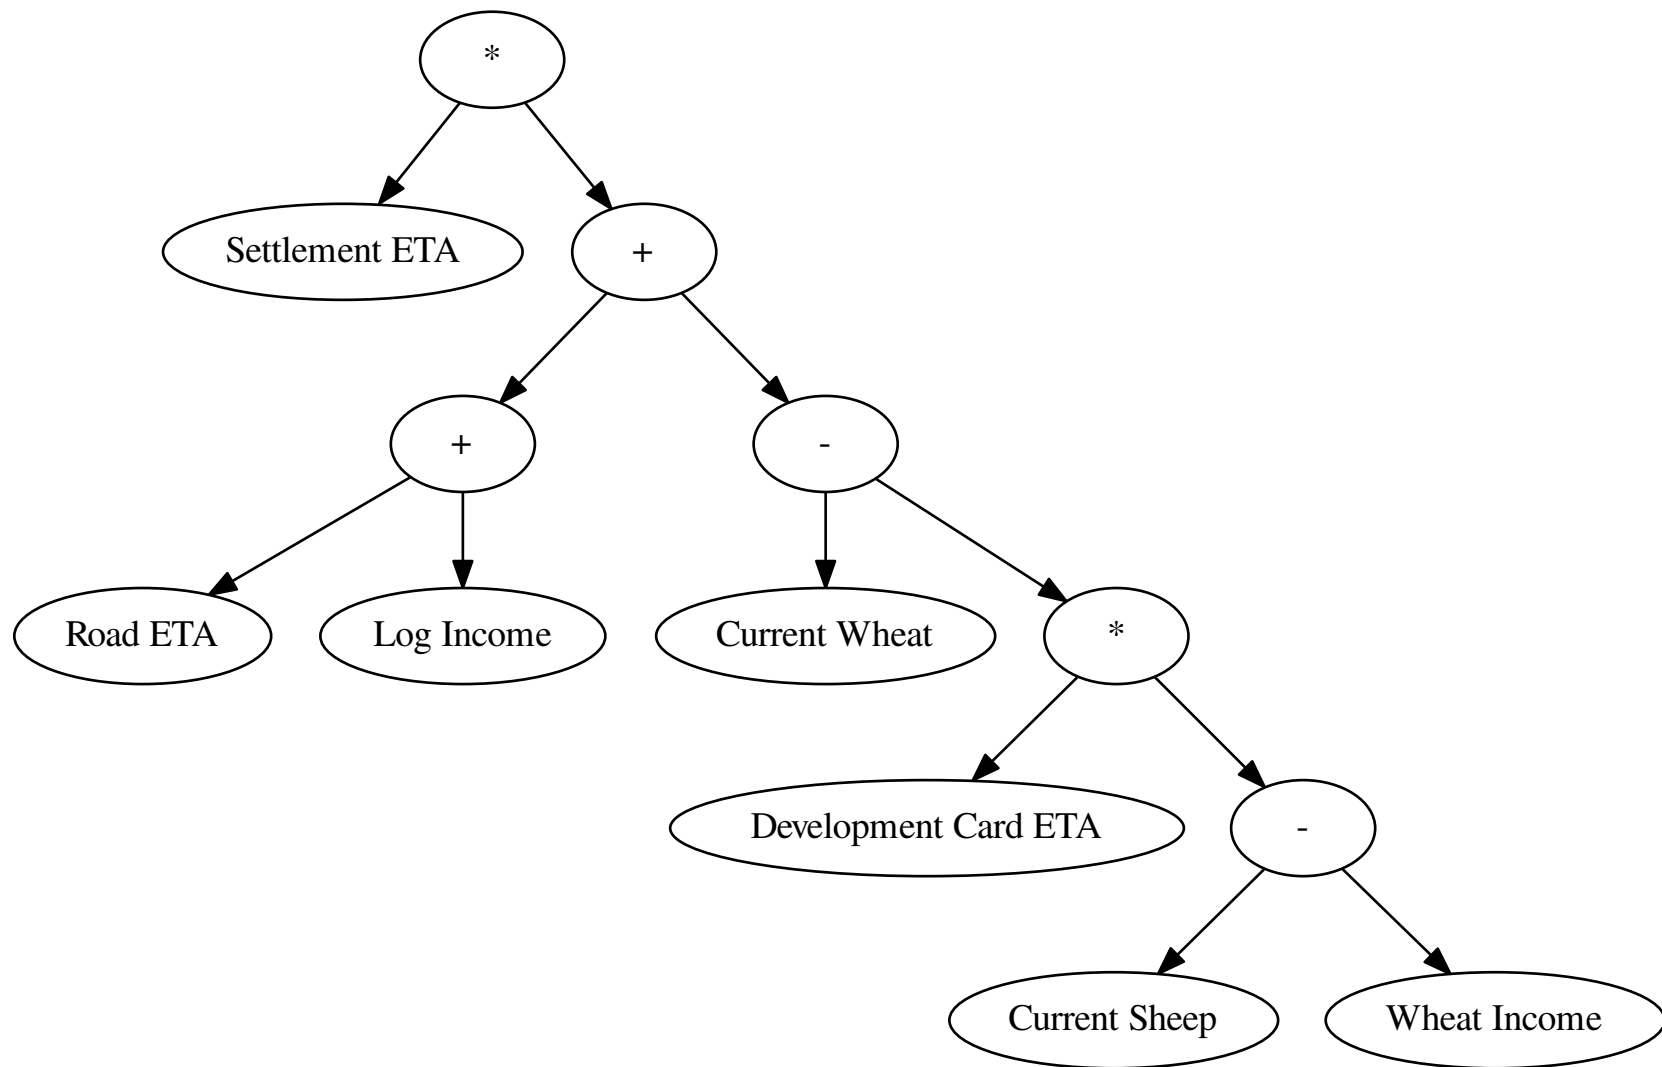 *
Settlement ETA
+
+
-
Road ETA
Log Income
Current Wheat
*
Development Card ETA
-
Current Sheep
Wheat Income